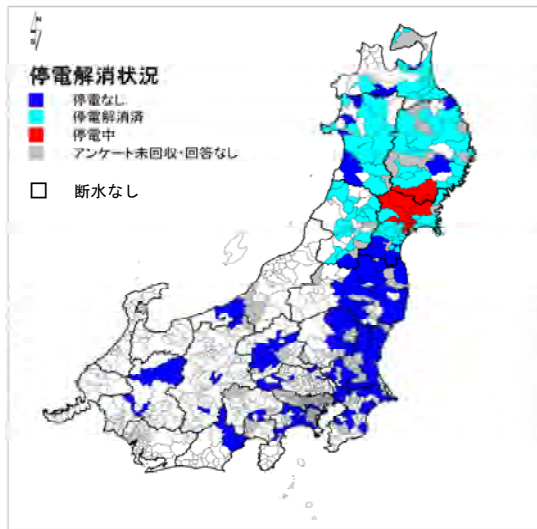 N
S
停電解消状況
停電なし
停電解消済
停電中
アンケート未回収・回答なし
断水なし